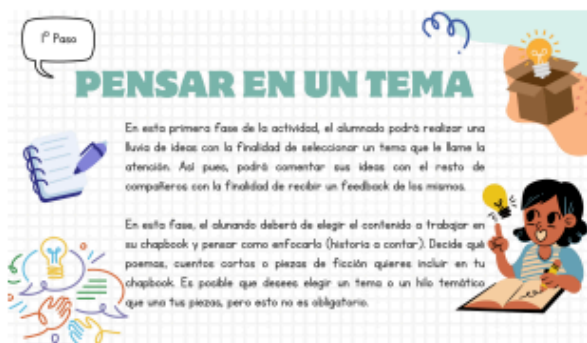 1º Paso
PENSAR EN UN TEMA
En esta primera fase de la actividad, el alumnado podrá realizar una
lluvia de ideas con la finalidad de seleccionar un tema que le llame la
atención. Así pues, podrá comentar sus ideas con el resto de
compañeros con la finalidad de recibir un feedback de los mismos.
En esta fase, el alunando deberá de elegir el contenido a trabajar en
su chapbook y pensar como enfocarlo (historia a contar). Decide qué
poemas, cuentos cortos o piezas de ficción quieres incluir en tu
chapbook. Es posible que desees elegir un tema o un hilo temático
que una tus piezas, pero esto no es obligatorio.